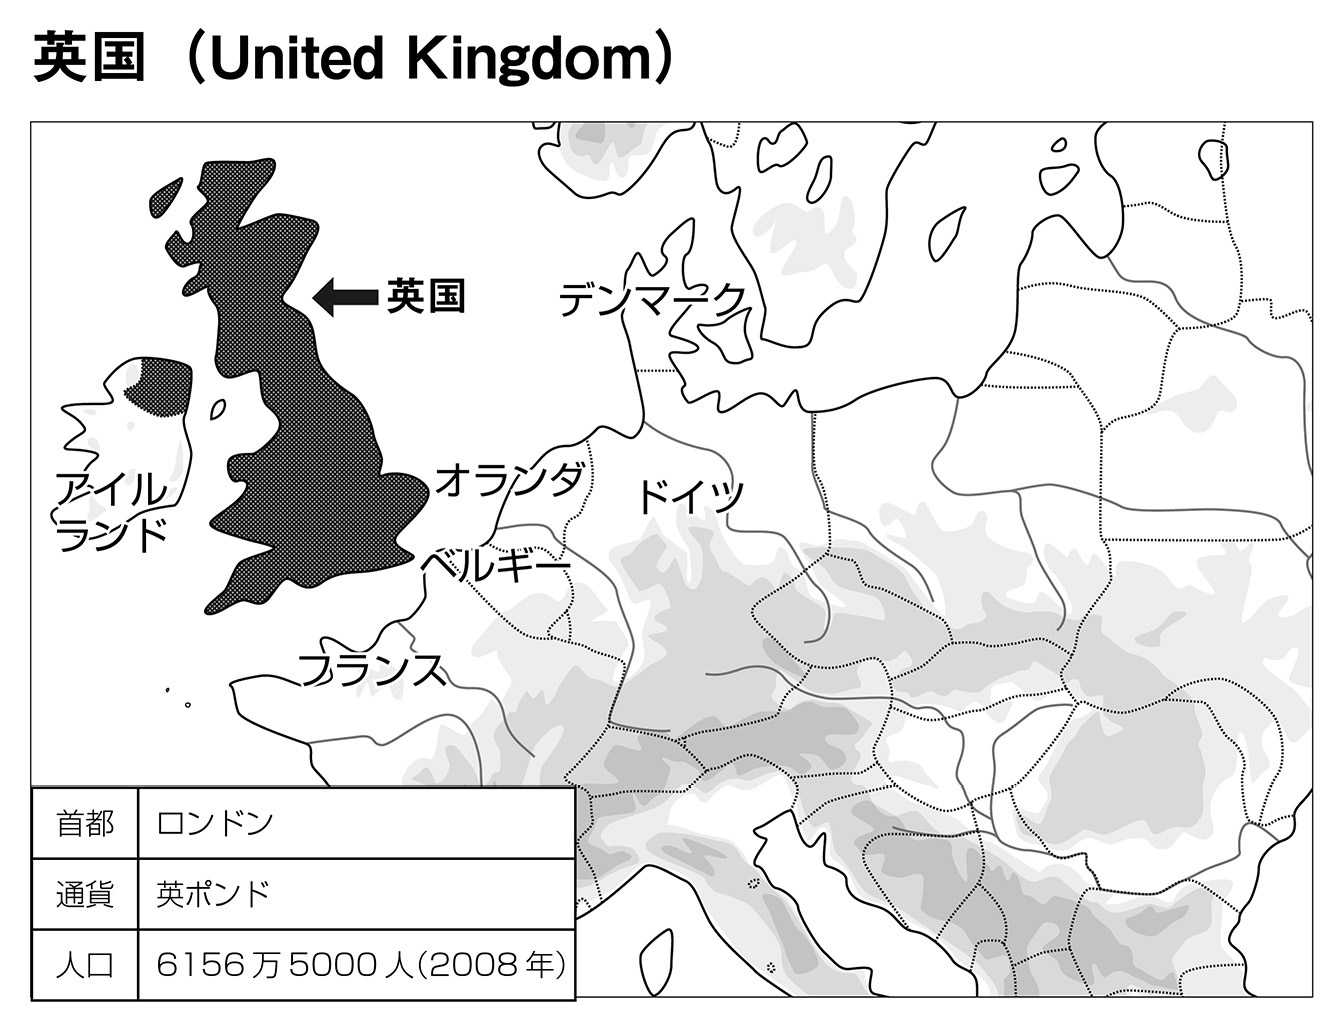 英国（United Kingdom）
英国
デンマーク
オランダ
ドイツ
アイル
ランド
ベルギー
フランス
首都 ロンドン
通貨 英ポンド
人口 6156万5000人(2008年)